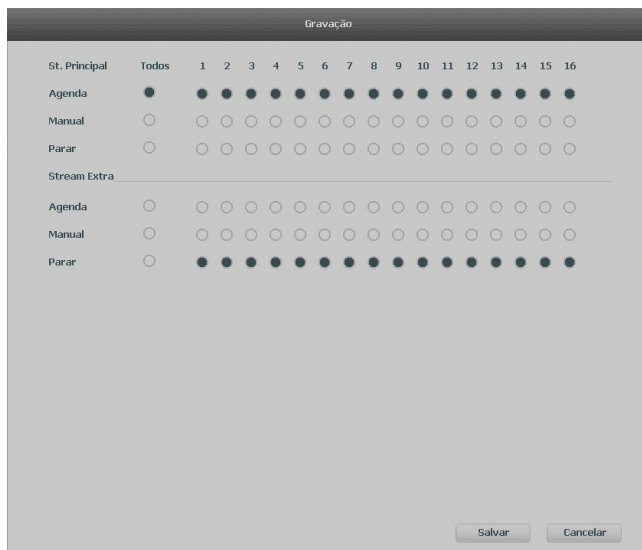 Gravação
St. Principal Todos 1 2 3 4 5 6 7 8 9 10 11 12 13 14 15 16
Agenda
Manual
Parar
Stream Extra
Agenda
Manual
Parar
Salvar Cancelar